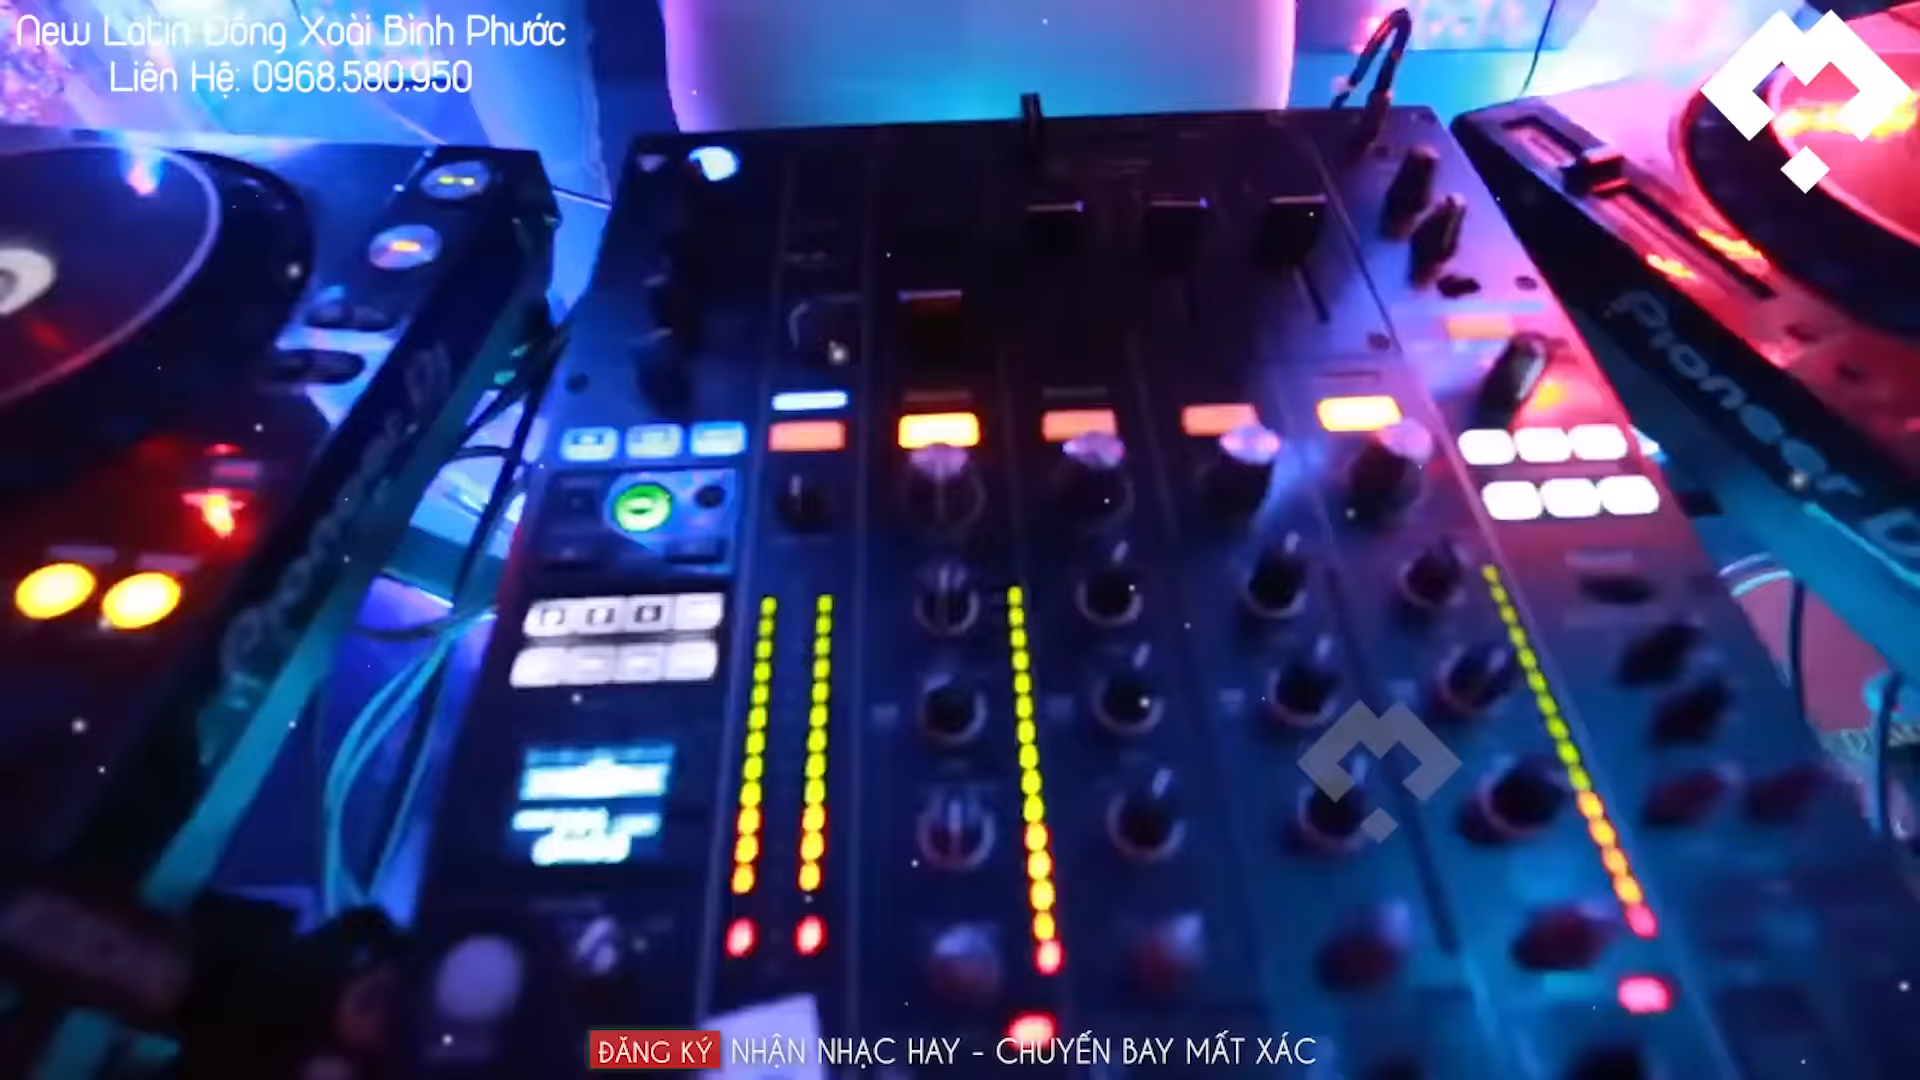 New Latin Đồng Xoài Bình Phước
Liên Hệ: 0968.580.950
Pioneer
ĐĂNG KÝ NHẬN NHẠC HAY - CHUYẾN BAY MẤT XÁC